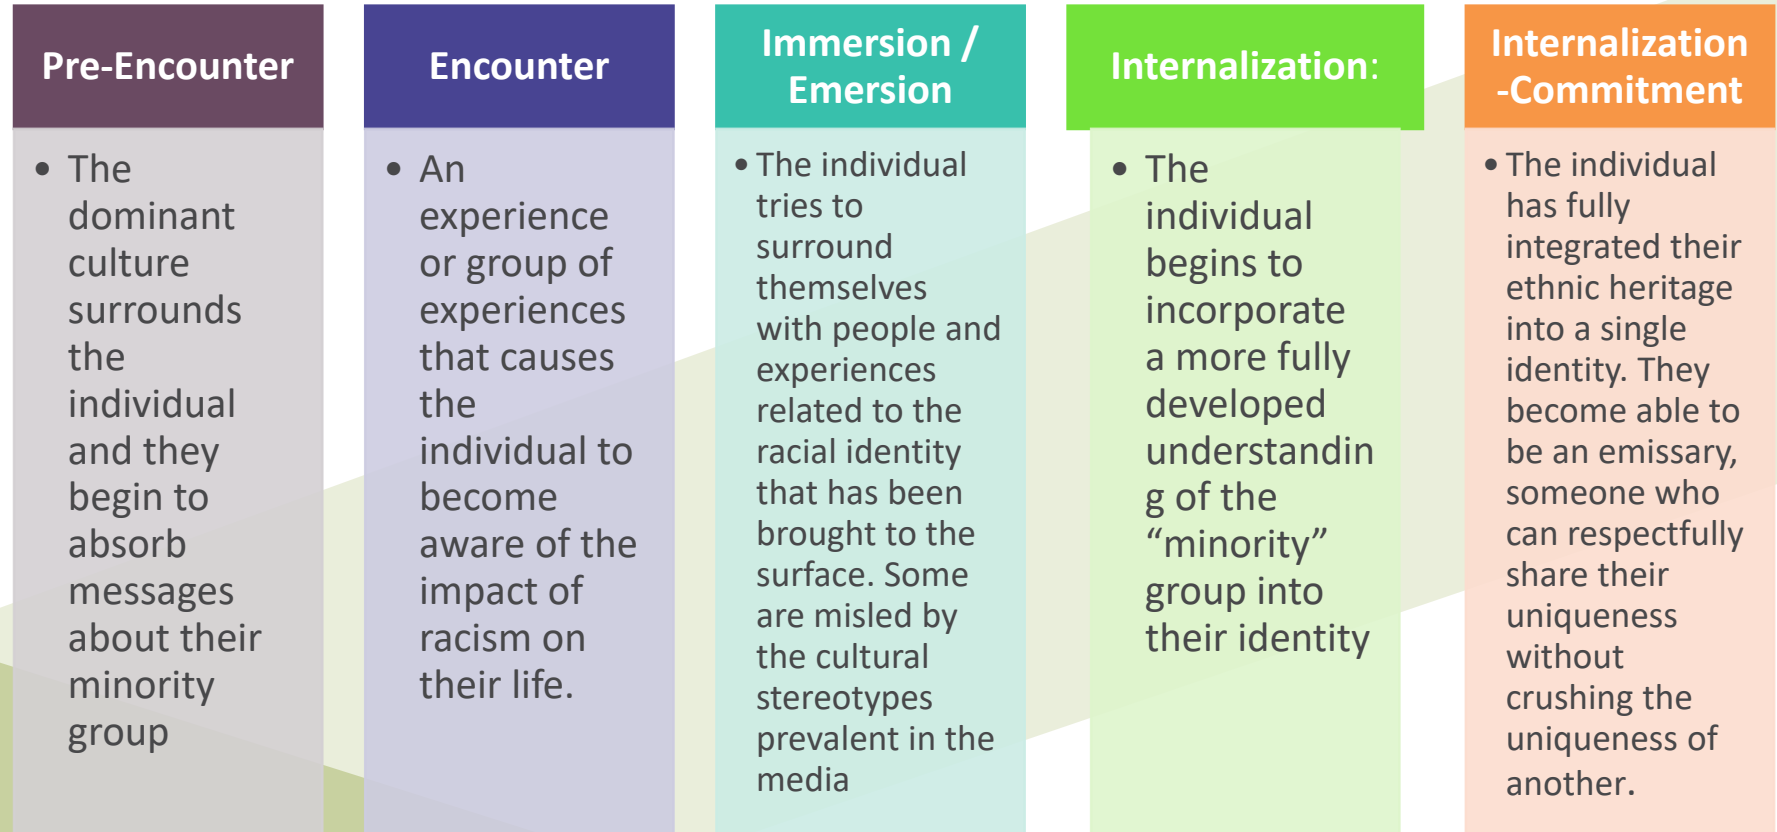 Pre-Encounter
• The
dominant
culture
surrounds
the
individual
and they
begin to
absorb
messages
about their
minority
group
Encounter
• An
experience
or group of
experiences
that causes
the
individual to
become
aware of the
impact of
racism on
their life.
Immersion /
Emersion
• The individual
tries to
surround
themselves
with people and
experiences
related to the
racial identity
that has been
brought to the
surface. Some
are misled by
the cultural
stereotypes
prevalent in the
media
Internalization:
• The
individual
begins to
incorporate
a more fully
developed
understandin
g of the
“minority”
group into
their identity
Internalization
-Commitment
• The individual
has fully
integrated their
ethnic heritage
into a single
identity. They
become able to
be an emissary,
someone who
can respectfully
share their
uniqueness
without
crushing the
uniqueness of
another.